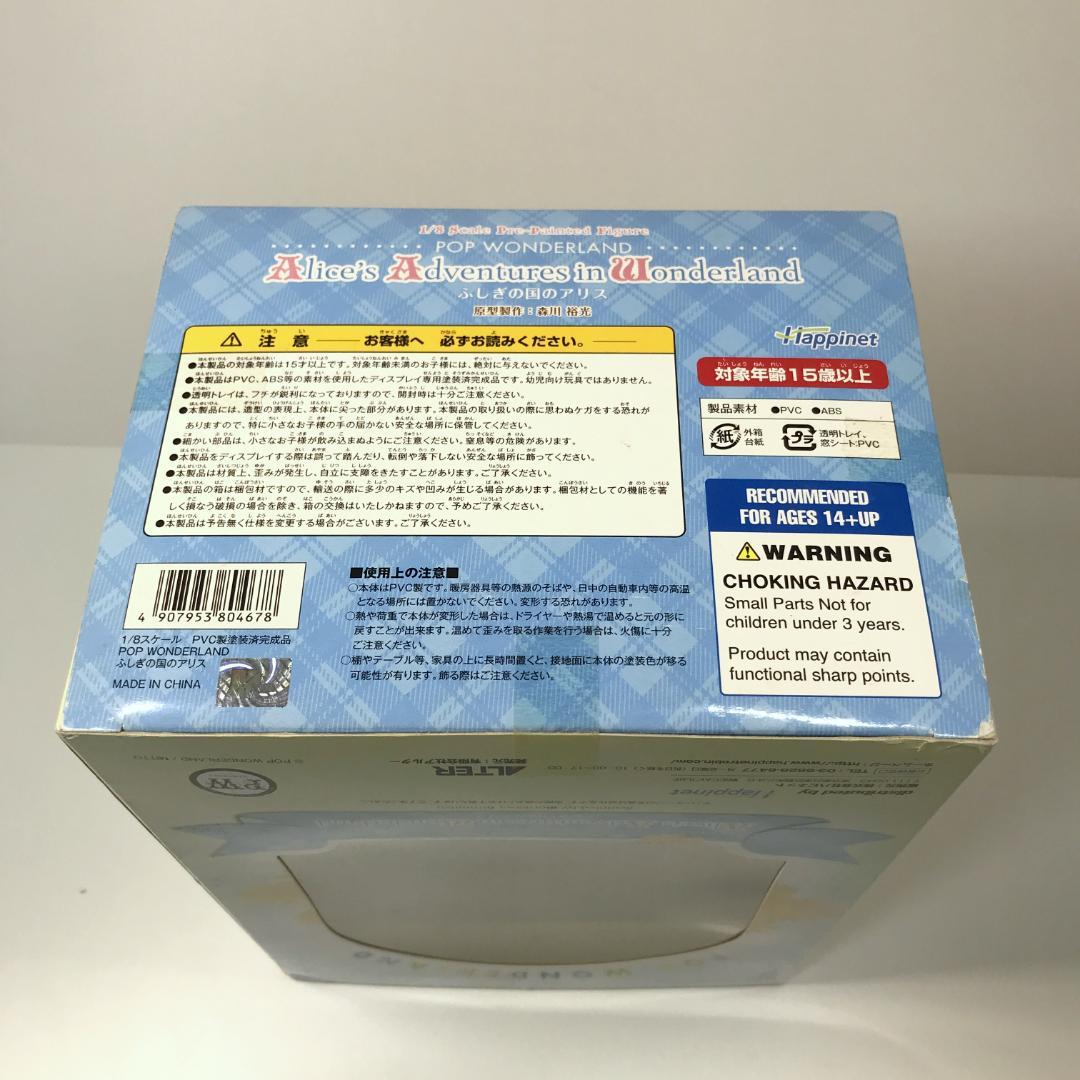 1/8 Scale Pre-Painted Figure
POP WONDERLAND
Alice's Adventures in Wonderland
ふしぎの国のアリス
原型製作：森川 裕光
Happinet
注 意 お客様へ 必ずお読みください。
●本製品の対象年齢は15才以上です。対象年齢未満のお子様には、絶対に与えないでください。
●本製品はPVC、ABS等の素材を使用したディスプレイ専用塗装済完成品です。幼児向け玩具ではありません。
●透明トレイは、フチが鋭利になっておりますので、開封時は十分ご注意ください。
●本製品には、造型の表現上、本体に尖った部分があります。本製品の取り扱いの際に思わぬケガをする恐れが
ありますので、特に小さなお子様の手の届かない安全な場所に保管してください。
●細かい部品は、小さなお子様が飲み込まぬようにご注意ください。窒息等の危険があります。
●本製品をディスプレイする際は誤って踏んだり、転倒や落下しない安全な場所に飾ってください。
●本製品は材質上、歪みが発生し、自立に支障をきたすことがあります。ご了承ください。
●本製品の箱は梱包材ですので、輸送の際に多少のキズや凹みが生じる場合があります。梱包材としての機能を著
しく損なう破損の場合を除き、箱の交換はいたしかねますので、予めご了承ください。
●本製品は予告無く仕様を変更する場合がございます。ご了承ください。
対象年齢15歳以上
製品素材 ●PVC ●ABS
紙 外箱
台紙
プラ 透明トレイ、
窓シート:PVC
RECOMMENDED
FOR AGES 14+UP
WARNING
CHOKING HAZARD
Small Parts Not for
children under 3 years.
Product may contain
functional sharp points.
4 907953 804678
1/8スケール PVC製塗装済完成品
POP WONDERLAND
ふしぎの国のアリス
MADE IN CHINA
■使用上の注意■
○本体はPVC製です。暖房器具等の熱源のそばや、日中の自動車内等の高温
となる場所には置かないでください。変形する恐れがあります。
○熱や荷重で本体が変形した場合は、ドライヤーや熱湯で温めると元の形に
戻すことが出来ます。温めて歪みを取る作業を行う場合は、火傷に十分
ご注意ください。
○棚やテーブル等、家具の上に長時間置くと、接地面に本体の塗装色が移る
可能性が有ります。飾る際はご注意ください。
PW
ALTER
発売元：有限会社アルター
Happinet
distributed by
POP WONDERLAND